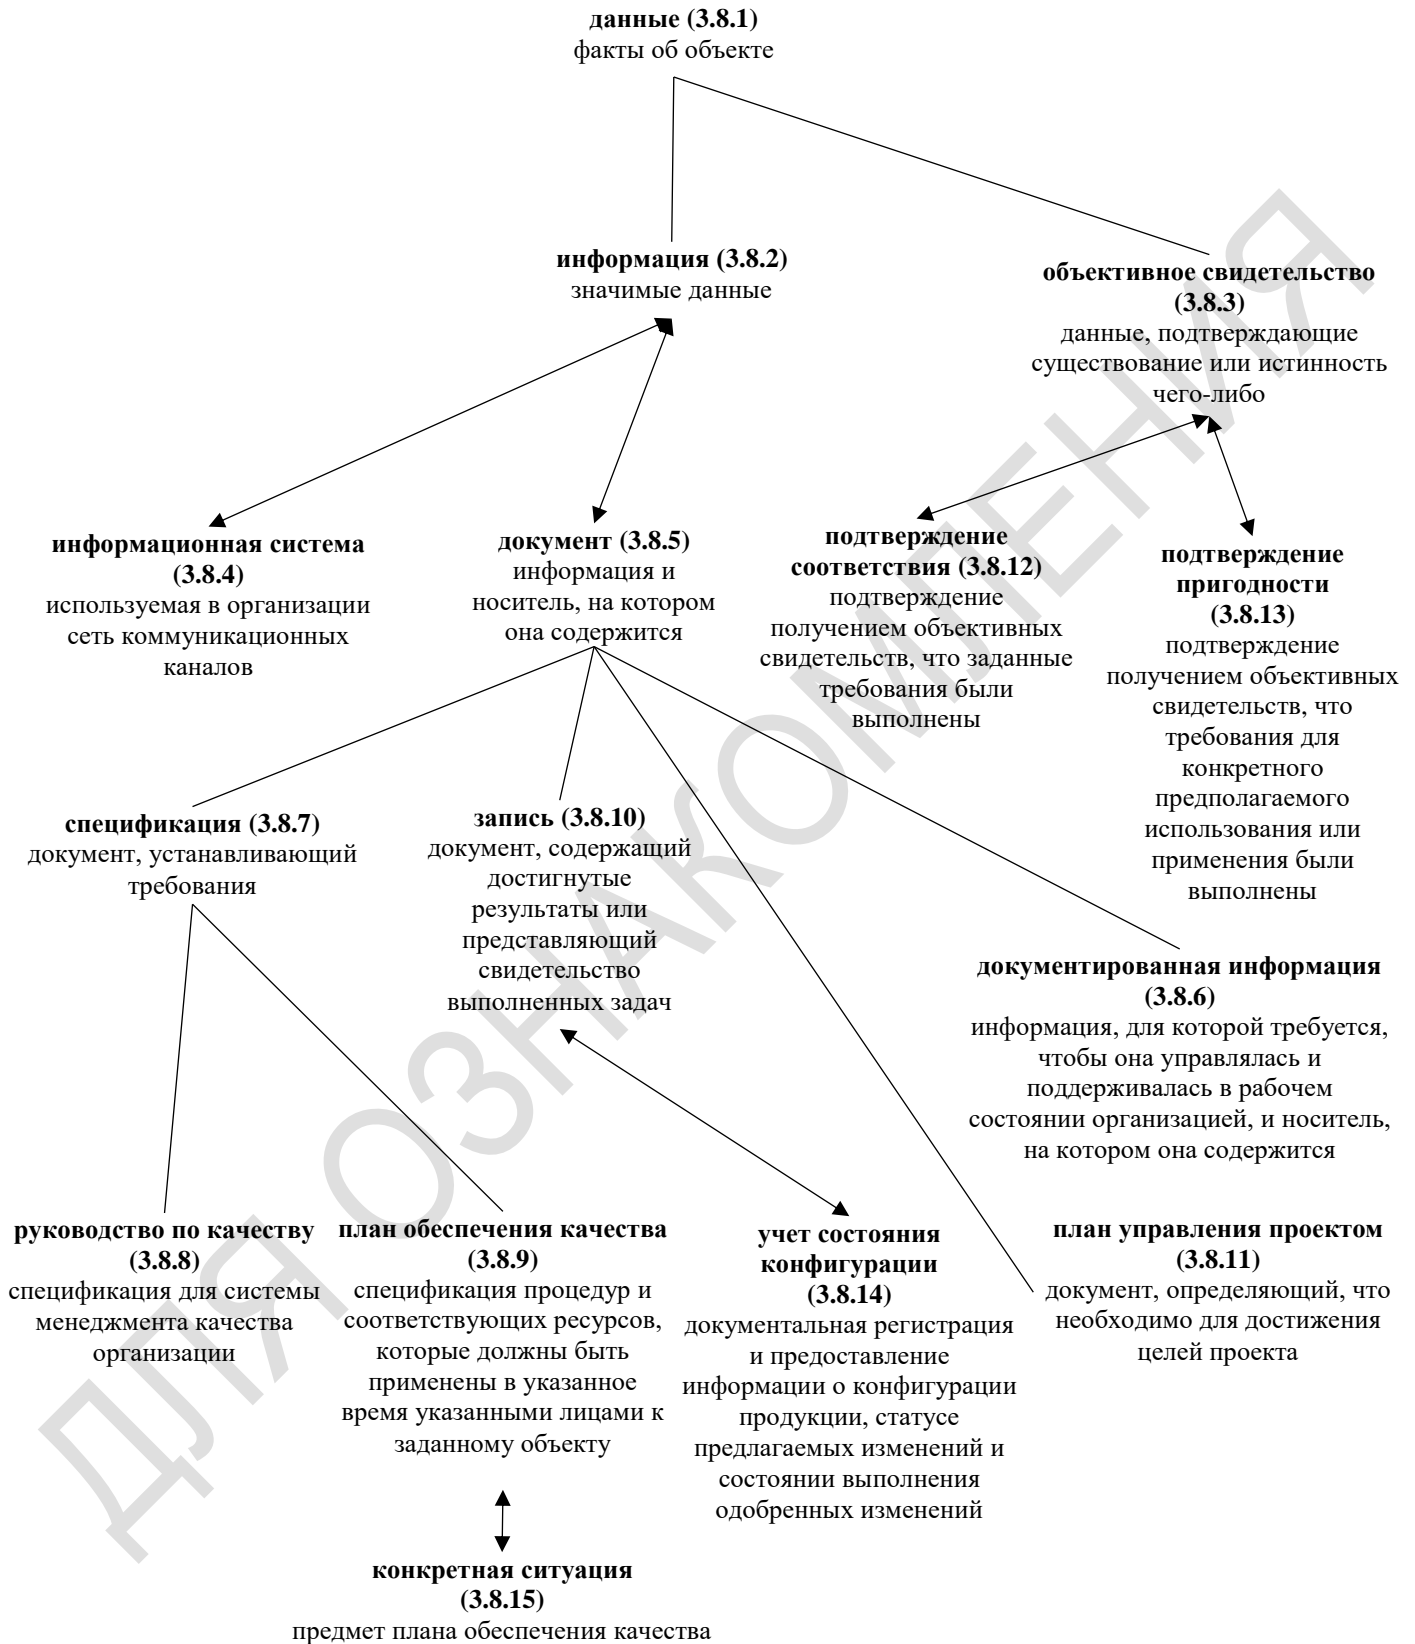 данные (3.8.1)
факты об объекте
информация (3.8.2)
значимые данные
объективное свидетельство
(3.8.3)
данные, подтверждающие
существование или истинность
чего-либо
информационная система
(3.8.4)
используемая в организации
сеть коммуникационных
каналов
документ (3.8.5)
информация и
носитель, на котором
она содержится
подтверждение
соответствия (3.8.12)
подтверждение
получением объективных
свидетельств, что заданные
требования были
выполнены
подтверждение
пригодности
(3.8.13)
подтверждение
получением объективных
свидетельств, что
требования для
конкретного
предполагаемого
использования или
применения были
выполнены
спецификация (3.8.7)
документ, устанавливающий
требования
запись (3.8.10)
документ, содержащий
достигнутые
результаты или
представляющий
свидетельство
выполненных задач
документированная информация
(3.8.6)
информация, для которой требуется,
чтобы она управлялась и
поддерживалась в рабочем
состоянии организацией, и носитель,
на котором она содержится
руководство по качеству
(3.8.8)
спецификация для системы
менеджмента качества
организации
план обеспечения качества
(3.8.9)
спецификация процедур и
соответствующих ресурсов,
которые должны быть
применены в указанное
время указанными лицами к
заданному объекту
учет состояния
конфигурации
(3.8.14)
документальная регистрация
и предоставление
информации о конфигурации
продукции, статусе
предлагаемых изменений и
состоянии выполнения
одобренных изменений
план управления проектом
(3.8.11)
документ, определяющий, что
необходимо для достижения
целей проекта
конкретная ситуация
(3.8.15)
предмет плана обеспечения качества
ДЛЯ ОЗНАКОМЛЕНИЯ